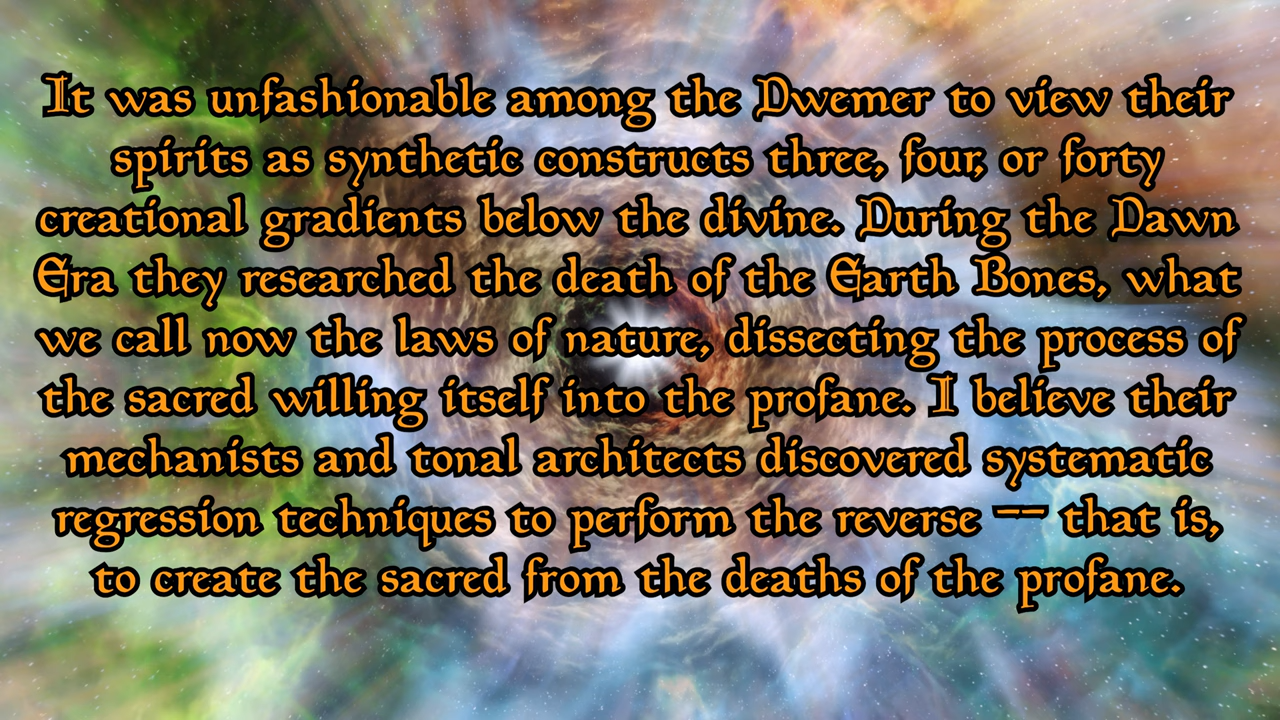 It was unfashionable among the Dwemer to view their
spirits as synthetic constructs three, four, or forty
creational gradients below the divine. During the Dawn
Era they researched the death of the Earth Bones, what
we call now the laws of nature, dissecting the process of
the sacred willing itself into the profane. I believe their
mechanists and tonal architects discovered systematic
regression techniques to perform the reverse -- that is,
to create the sacred from the deaths of the profane.